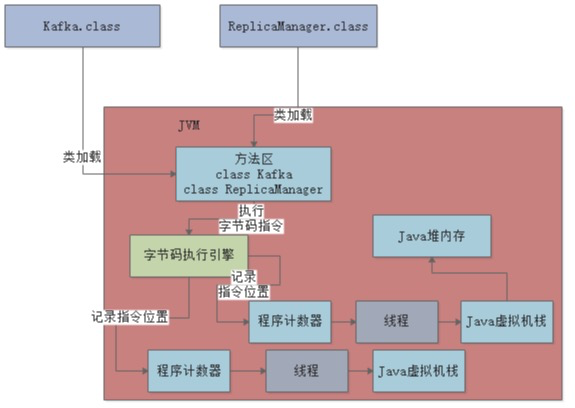 Kafka.class
ReplicaManager.class
JVM
类加载
类加载
方法区
class Kafka
class ReplicaManager
执行
字节码指令
字节码执行引擎
Java堆内存
记录
指令位置
记录指令位置
程序计数器
线程
Java虚拟机栈
程序计数器
线程
Java虚拟机栈